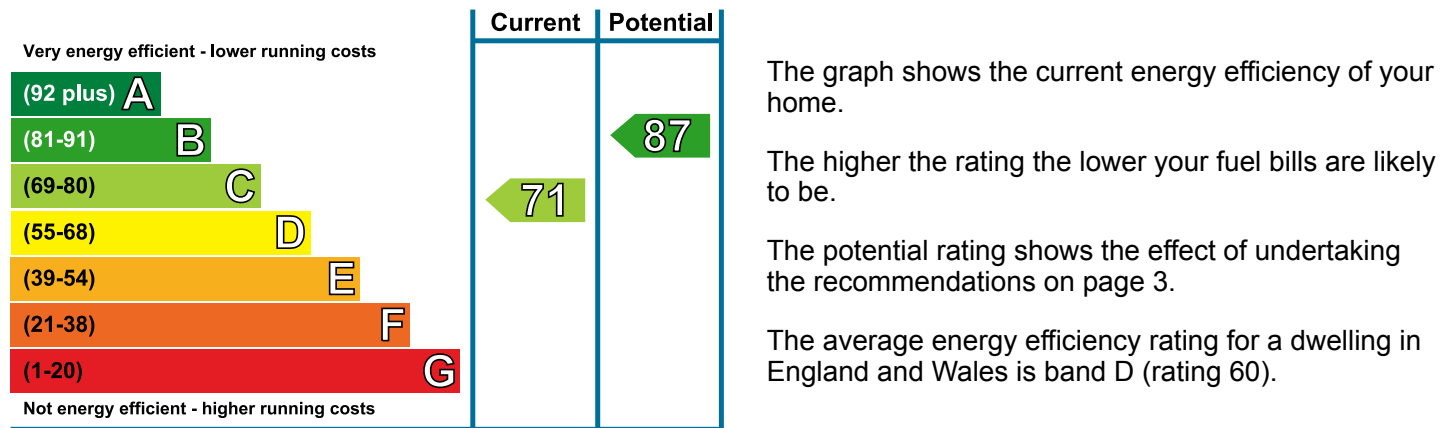 Current Potential
Very energy efficient - lower running costs
(92 plus) A
(81-91) B
87
(69-80) C
71
(55-68) D
(39-54) E
(21-38) F
(1-20) G
Not energy efficient - higher running costs
The graph shows the current energy efficiency of your
home.
The higher the rating the lower your fuel bills are likely
to be.
The potential rating shows the effect of undertaking
the recommendations on page 3.
The average energy efficiency rating for a dwelling in
England and Wales is band D (rating 60).